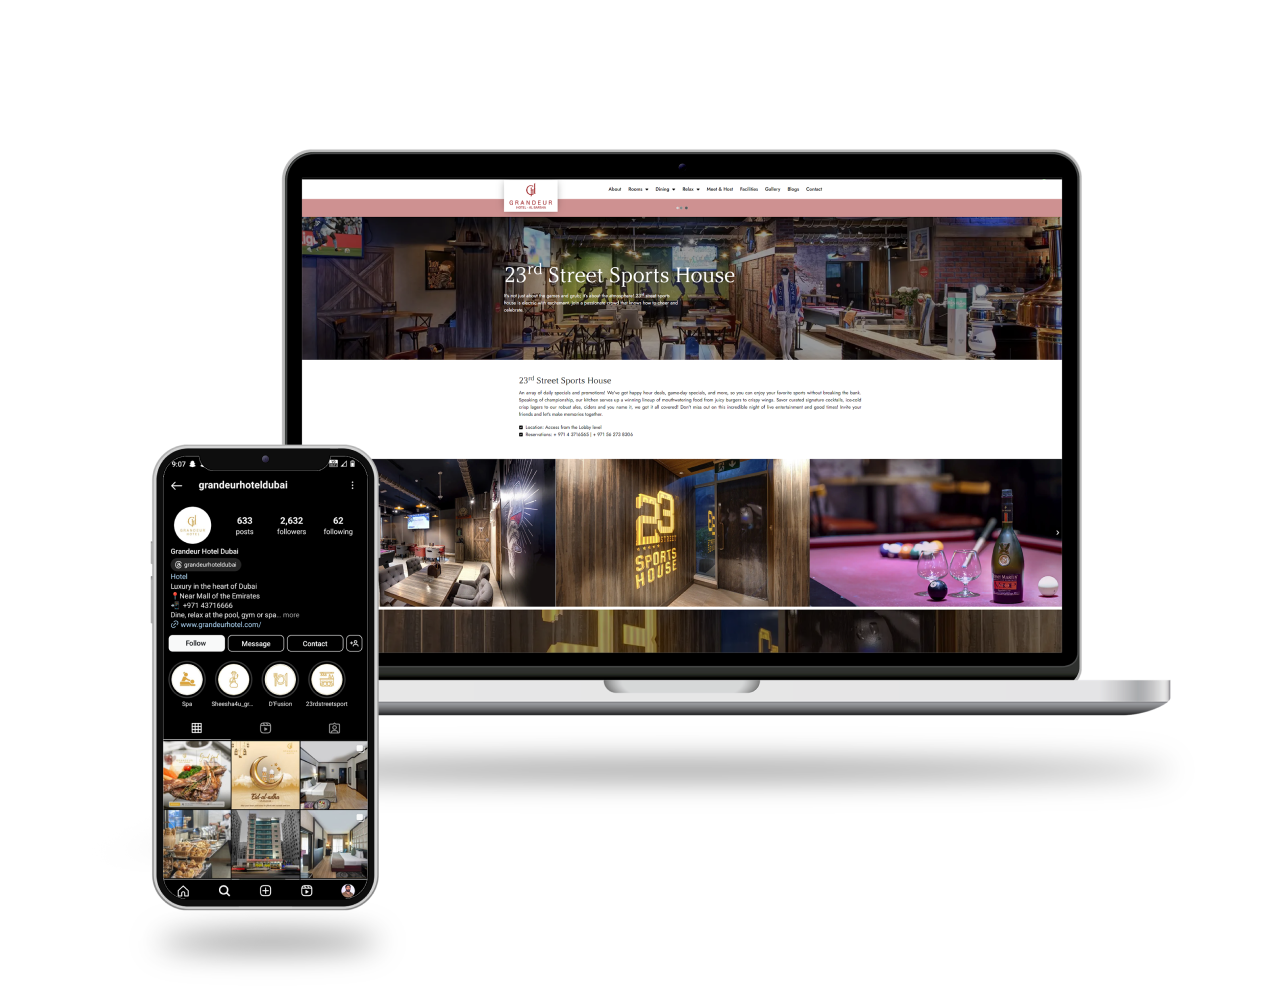 GRANDEUR
HOTEL - AL BARSHA
About Rooms Dining Relax Meet & Host Facilities Gallery Blogs Contact
23rd Street Sports House
It's not just about the games and grub; it's about the atmosphere! 23rd street sports
house is electric with excitement. Join a passionate crowd that knows how to cheer and
celebrate.
23rd Street Sports House
An array of daily specials and promotions! We've got happy hour deals, game-day specials, and more, so you can enjoy your favorite sports without breaking the bank.
Speaking of championship, our kitchen serves up a winning lineup of mouthwatering food from juicy burgers to crispy wings. Savor curated signature cocktails, ice-cold
crisp lagers to our robust ales, ciders and you name it, we got it all covered! Don't miss out on this incredible night of live entertainment and good times! Invite your
friends and let's make memories together.
Location: Access from the Lobby level
Reservations: + 971 4 3716565 | + 971 56 273 8306
23
STREET
SPORTS
HOUSE
9:07
grandeurhoteldubai
633 2,632 62
posts followers following
Grandeur Hotel Dubai
grandeurhoteldubai
Hotel
Luxury in the heart of Dubai
Near Mall of the Emirates
+971 43716666
Dine, relax at the pool, gym or spa... more
www.grandeurhotel.com/
Follow Message Contact
Spa Sheesha4u_gr... D'Fusion 23rdstreetsport
Eid-al-adha